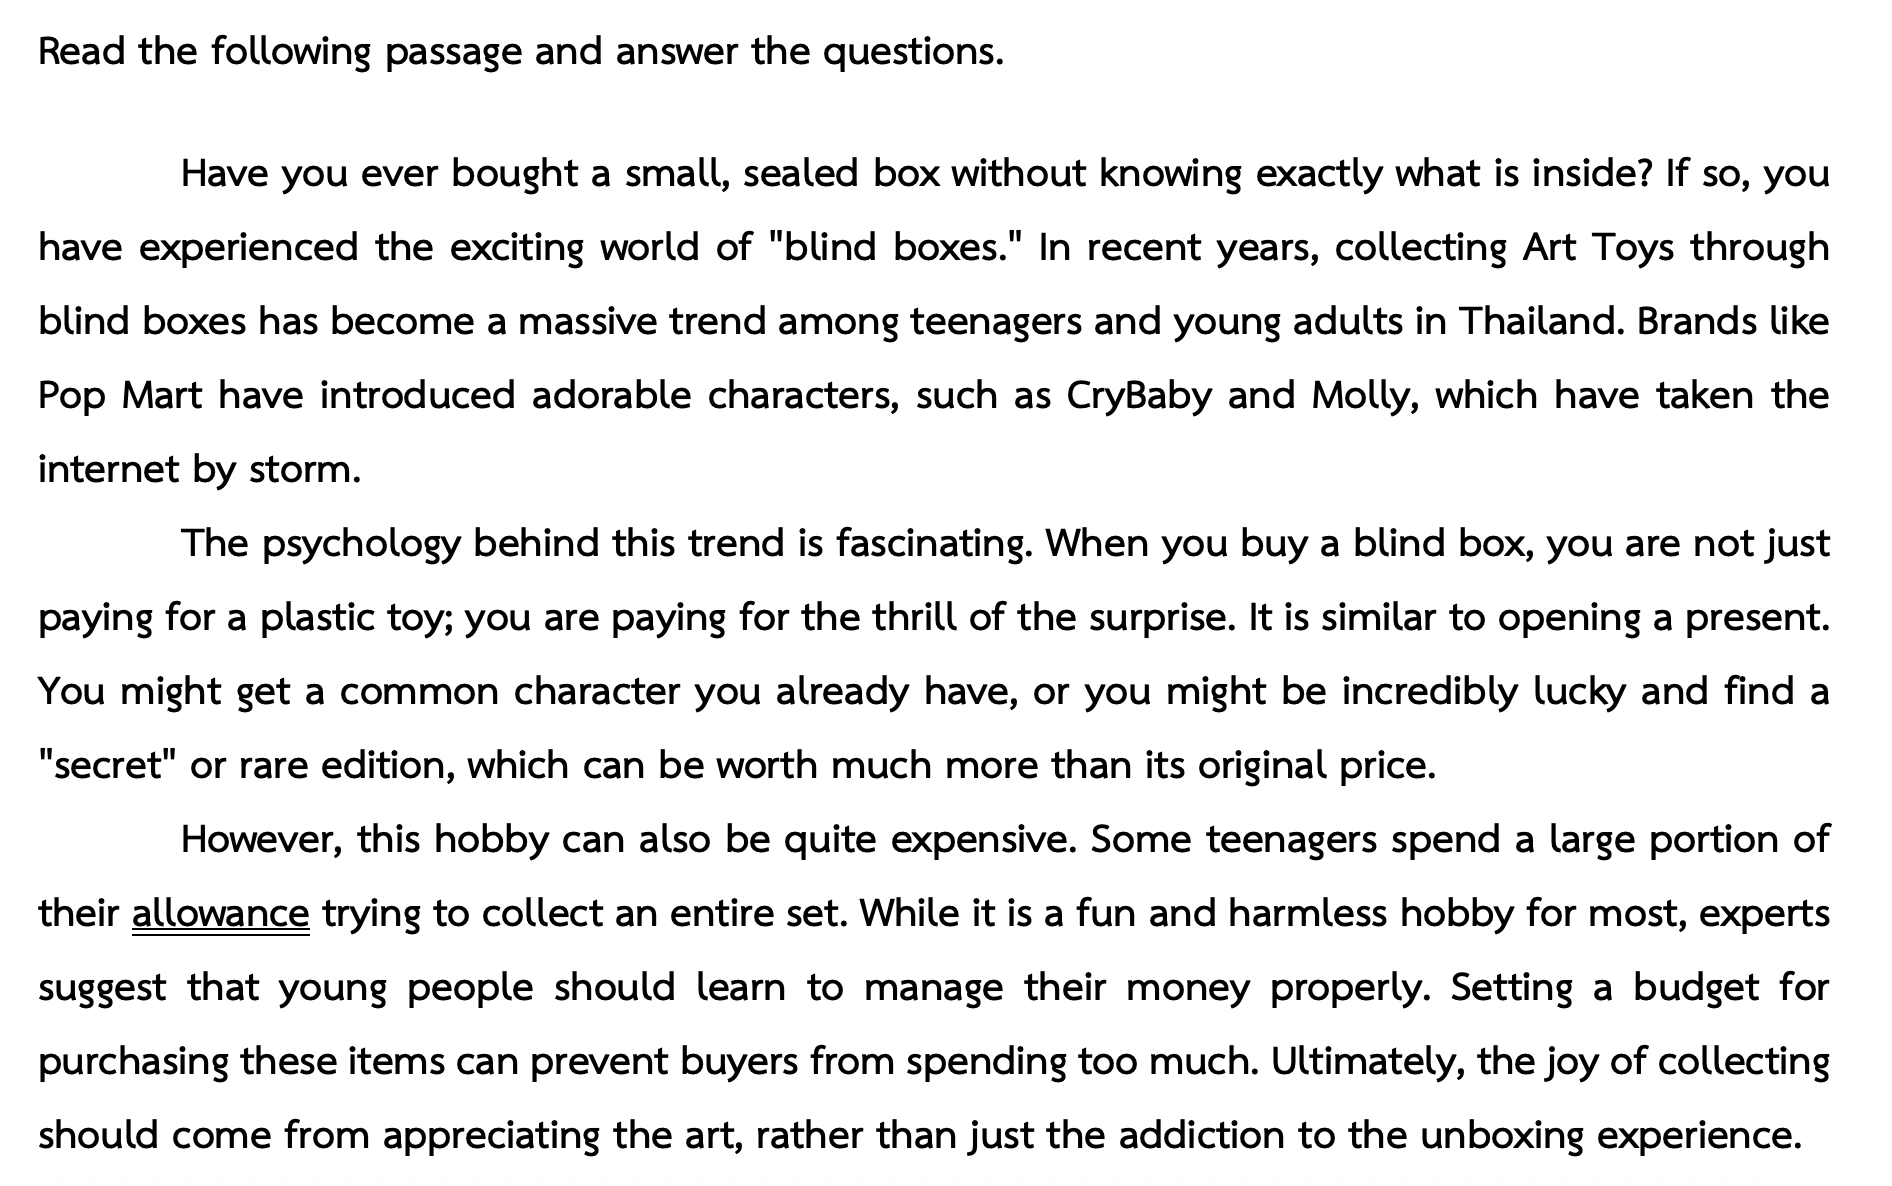 Read the following passage and answer the questions.
Have you ever bought a small, sealed box without knowing exactly what is inside? If so, you
have experienced the exciting world of "blind boxes." In recent years, collecting Art Toys through
blind boxes has become a massive trend among teenagers and young adults in Thailand. Brands like
Pop Mart have introduced adorable characters, such as CryBaby and Molly, which have taken the
internet by storm.
The psychology behind this trend is fascinating. When you buy a blind box, you are not just
paying for a plastic toy; you are paying for the thrill of the surprise. It is similar to opening a present.
You might get a common character you already have, or you might be incredibly lucky and find a
"secret" or rare edition, which can be worth much more than its original price.
However, this hobby can also be quite expensive. Some teenagers spend a large portion of
their allowance trying to collect an entire set. While it is a fun and harmless hobby for most, experts
suggest that young people should learn to manage their money properly. Setting a budget for
purchasing these items can prevent buyers from spending too much. Ultimately, the joy of collecting
should come from appreciating the art, rather than just the addiction to the unboxing experience.